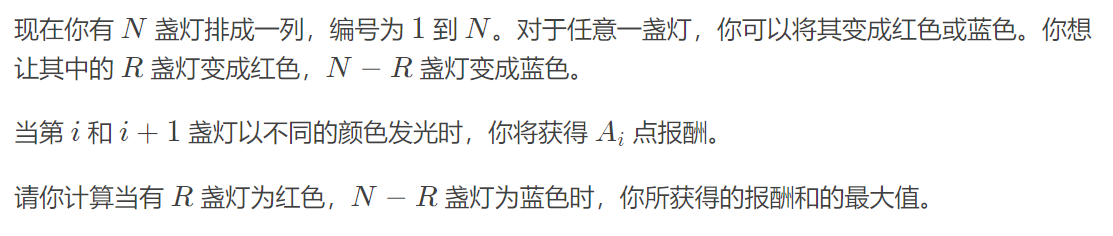 现在你有 N 盏灯排成一列，编号为 1 到 N。对于任意一盏灯，你可以将其变成红色或蓝色。你想
让其中的 R 盏灯变成红色，N − R 盏灯变成蓝色。
当第 i 和 i + 1 盏灯以不同的颜色发光时，你将获得 A_i 点报酬。
请你计算当有 R 盏灯为红色，N − R 盏灯为蓝色时，你所获得的报酬和的最大值。